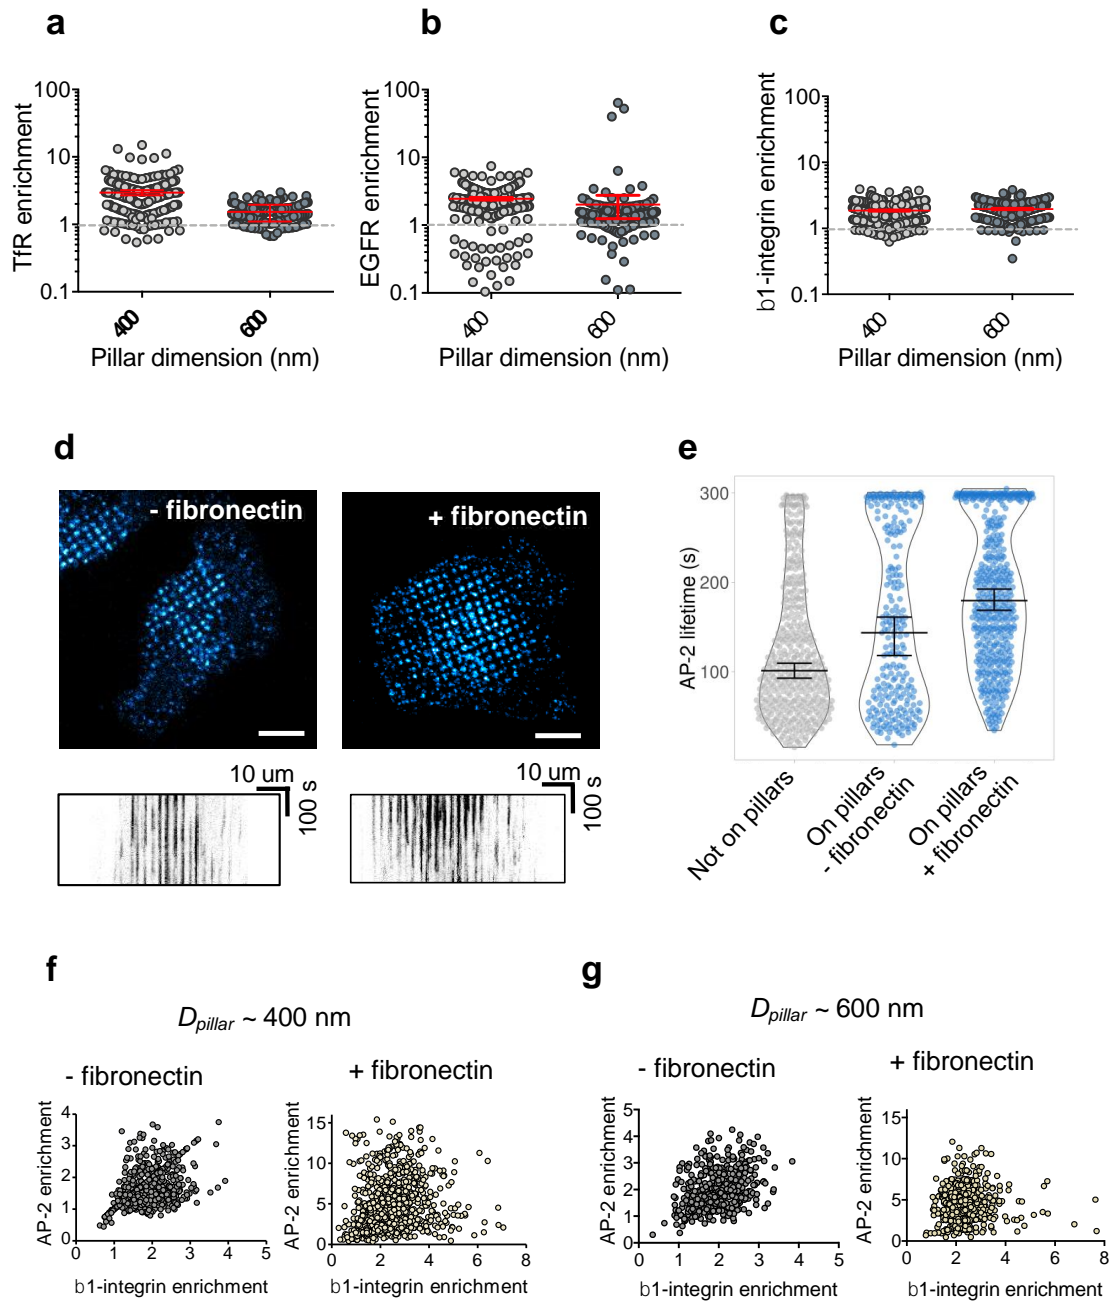 a
b
c
TfR enrichment
100
10
1
0.1
400
600
Pillar dimension (nm)
EGFR enrichment
100
10
1
0.1
400
600
Pillar dimension (nm)
b1-integrin enrichment
100
10
1
0.1
400
600
Pillar dimension (nm)
d
- fibronectin
+ fibronectin
10 um
100 s
10 um
100 s
e
AP-2 lifetime (s)
300
200
100
Not on pillars
On pillars
- fibronectin
On pillars
+ fibronectin
f
Dpillar ~ 400 nm
- fibronectin
+ fibronectin
AP-2 enrichment
4
3
2
1
0
0 1 2 3 4 5
b1-integrin enrichment
AP-2 enrichment
15
10
5
0
0 2 4 6 8
b1-integrin enrichment
g
Dpillar ~ 600 nm
- fibronectin
+ fibronectin
AP-2 enrichment
5
4
3
2
1
0
0 1 2 3 4 5
b1-integrin enrichment
AP-2 enrichment
15
10
5
0
0 2 4 6 8
b1-integrin enrichment